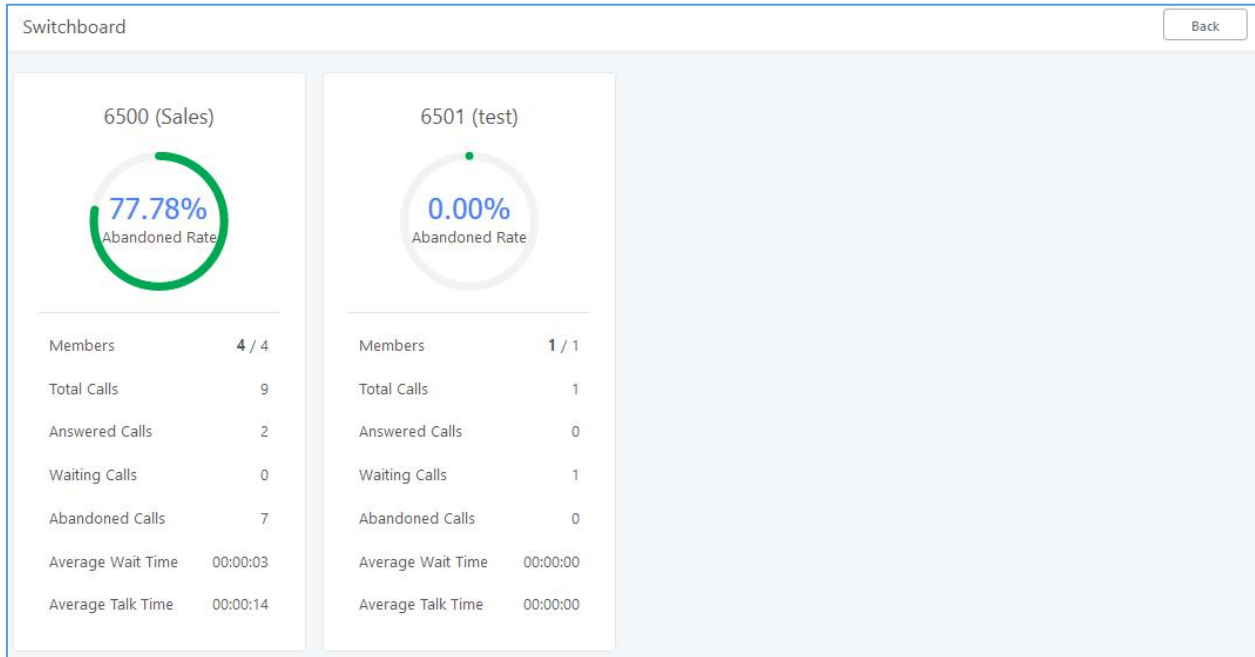 Switchboard
Back
6500 (Sales)
77.78%
Abandoned Rate
Members 4 / 4
Total Calls 9
Answered Calls 2
Waiting Calls 0
Abandoned Calls 7
Average Wait Time 00:00:03
Average Talk Time 00:00:14
6501 (test)
0.00%
Abandoned Rate
Members 1 / 1
Total Calls 1
Answered Calls 0
Waiting Calls 1
Abandoned Calls 0
Average Wait Time 00:00:00
Average Talk Time 00:00:00